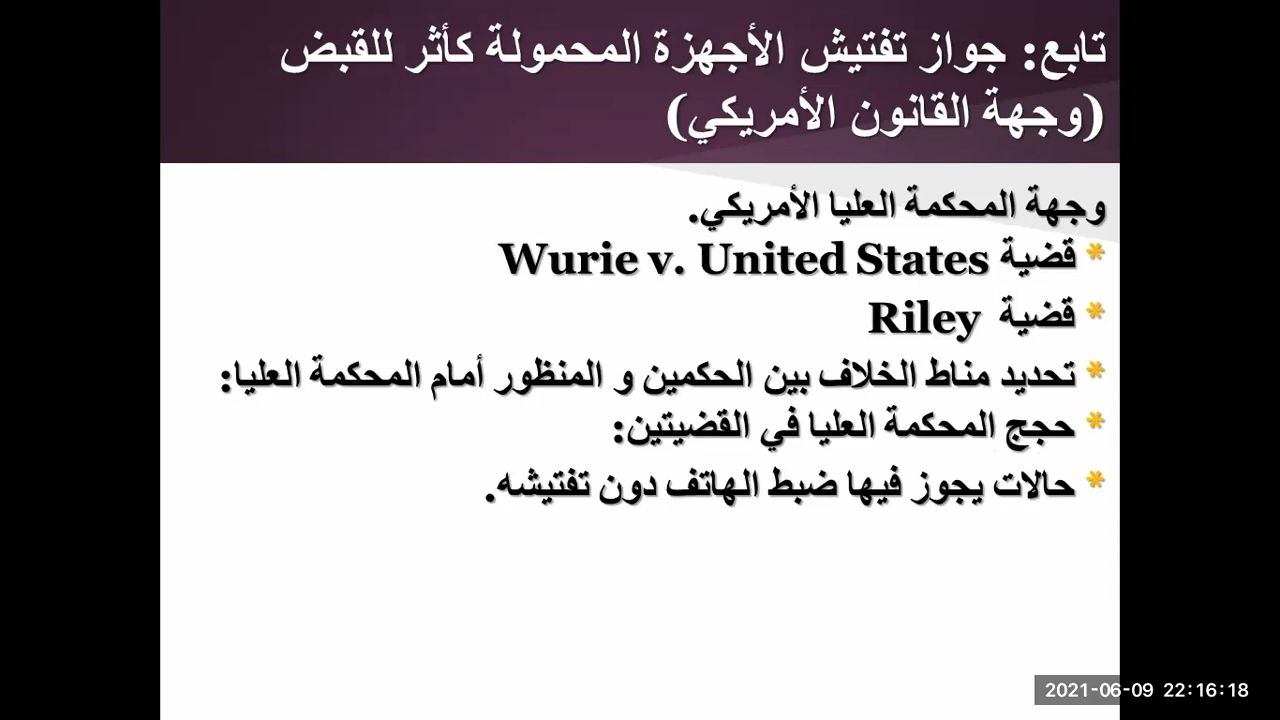 تابع: جواز تفتيش الأجهزة المحمولة كأثر للقبض
(وجهة القانون الأمريكي)
وجهة المحكمة العليا الأمريكي.
* قضية Wurie v. United States
* قضية Riley
* تحديد مناط الخلاف بين الحكمين و المنظور أمام المحكمة العليا:
* حجج المحكمة العليا في القضيتين:
* حالات يجوز فيها ضبط الهاتف دون تفتيشه.
2021-06-09 22:16:18